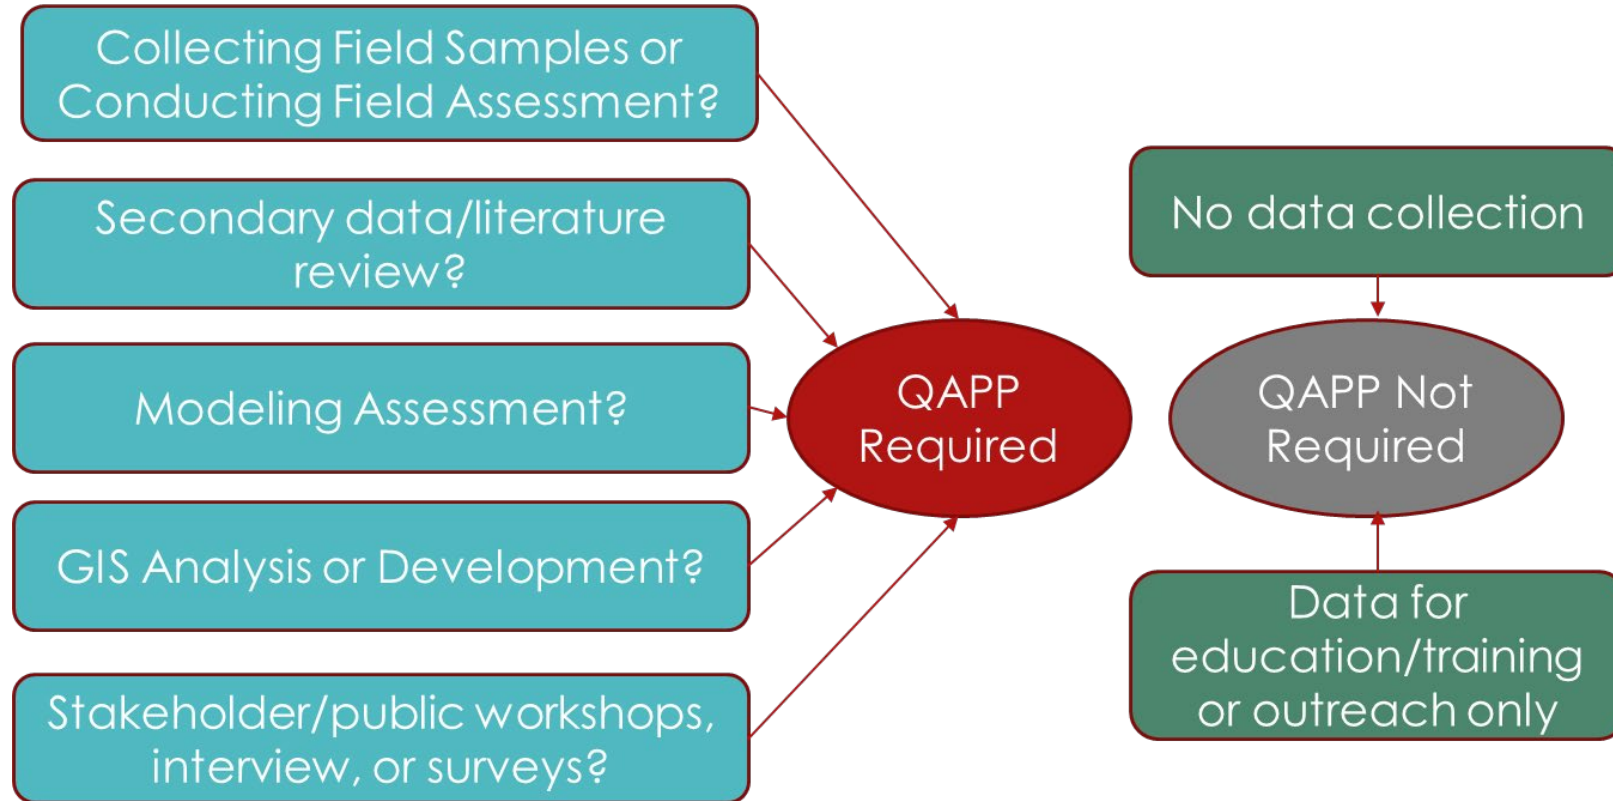 Collecting Field Samples or
Conducting Field Assessment?
Secondary data/literature
review?
Modeling Assessment?
GIS Analysis or Development?
Stakeholder/public workshops,
interview, or surveys?
QAPP
Required
No data collection
QAPP Not
Required
Data for
education/training
or outreach only